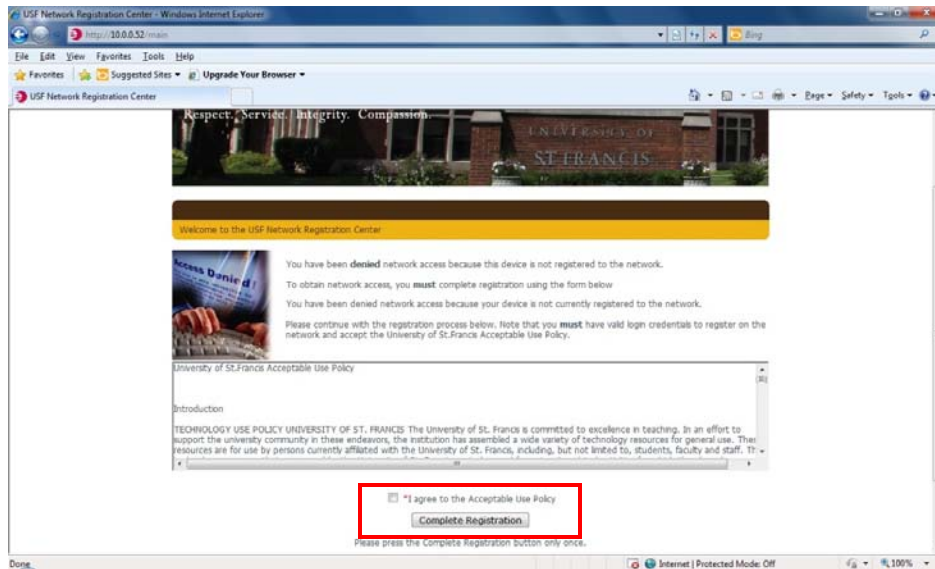 USF Network Registration Center - Windows Internet Explorer
http://10.0.0.52/main
Bing
File Edit View Favorites Tools Help
Favorites Suggested Sites Upgrade Your Browser
USF Network Registration Center
Page Safety Tools
Respect. Service. Integrity. Compassion.
UNIVERSITY OF
ST FRANCIS
Welcome to the USF Network Registration Center
Access Denied!
You have been denied network access because this device is not registered to the network.
To obtain network access, you must complete registration using the form below
You have been denied network access because your device is not currently registered to the network.
Please continue with the registration process below. Note that you must have valid login credentials to register on the
network and accept the University of St.Francis Acceptable Use Policy.
University of St.Francis Acceptable Use Policy
Introduction
TECHNOLOGY USE POLICY UNIVERSITY OF ST. FRANCIS The University of St. Francis is committed to excellence in teaching. In an effort to
support the university community in these endeavors, the institution has assembled a wide variety of technology resources for general use. Thes
resources are for use by persons currently affiliated with the University of St. Francis, including, but not limited to, students, faculty and staff. Th
*I agree to the Acceptable Use Policy
Complete Registration
Please press the Complete Registration button only once.
Done
Internet | Protected Mode: Off
100%